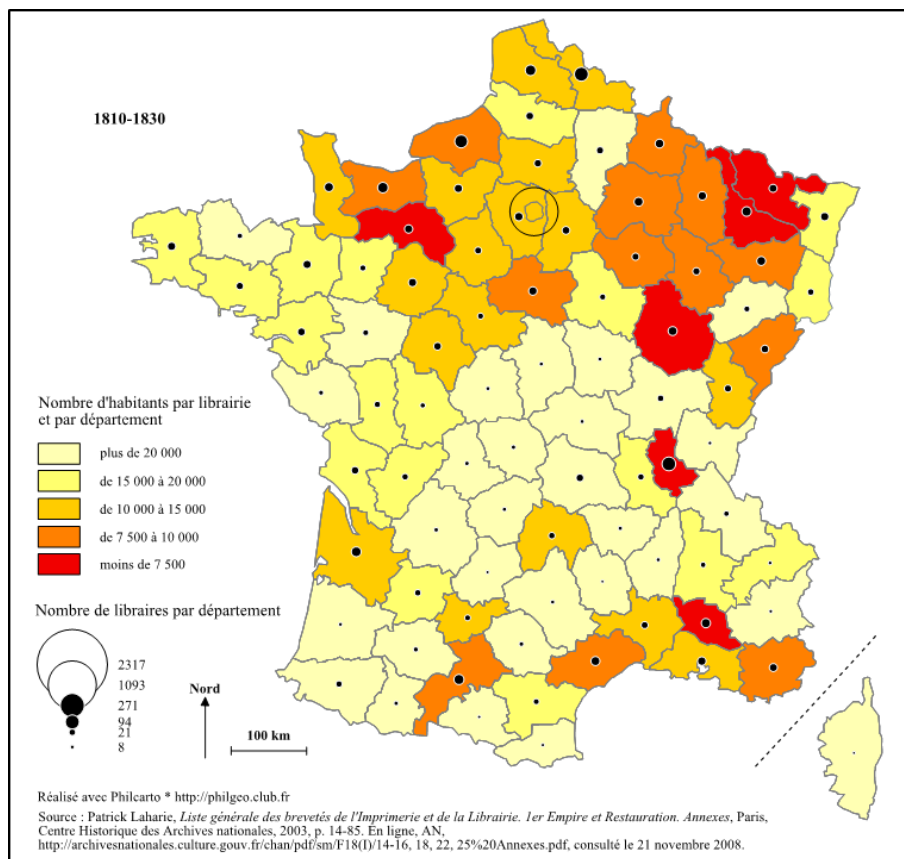 1810-1830
Nombre d'habitants par librairie
et par département
plus de 20 000
de 15 000 à 20 000
de 10 000 à 15 000
de 7 500 à 10 000
moins de 7 500
Nombre de libraires par département
2317
1093
271
94
21
8
Nord
100 km
Réalisé avec Philcarto * http://philgeo.club.fr
Source : Patrick Laharie, Liste générale des brevetés de l'Imprimerie et de la Librairie. 1er Empire et Restauration. Annexes, Paris,
Centre Historique des Archives nationales, 2003, p. 14-85. En ligne, AN,
http://archivesnationales.culture.gouv.fr/chan/pdf/sm/F18(I)/14-16, 18, 22, 25%20Annexes.pdf, consulté le 21 novembre 2008.